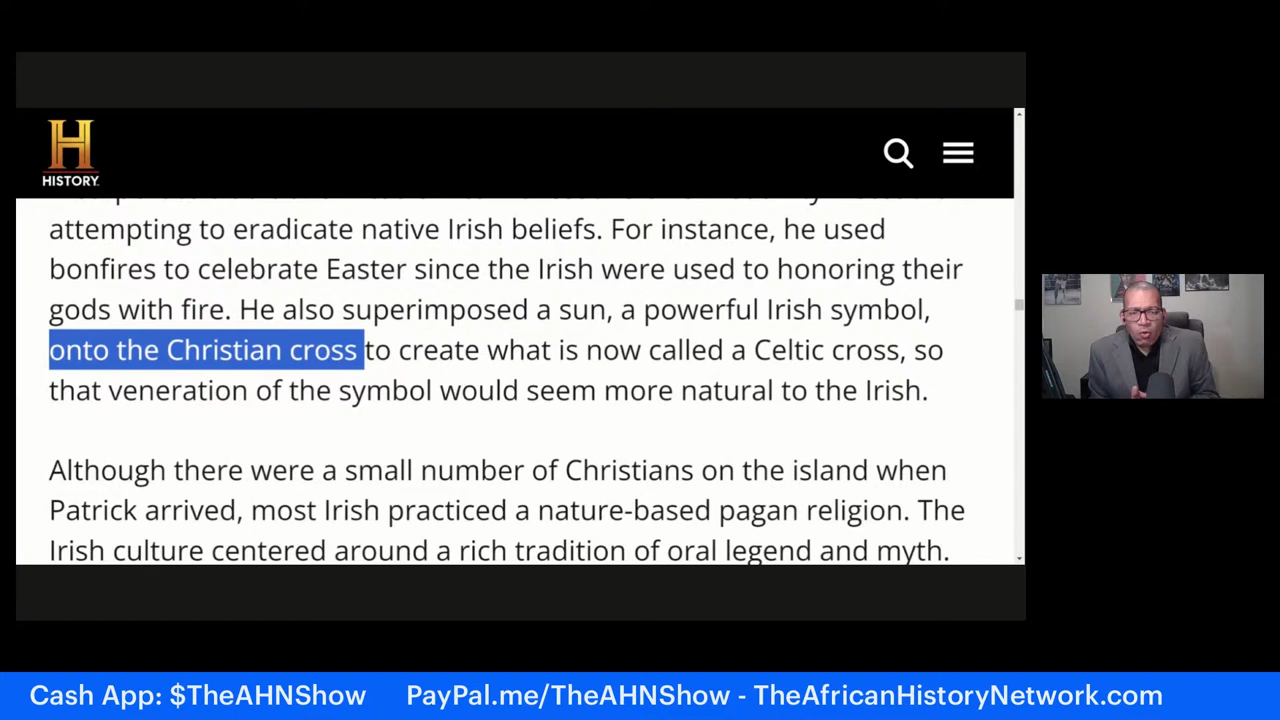 HISTORY.
attempting to eradicate native Irish beliefs. For instance, he used
bonfires to celebrate Easter since the Irish were used to honoring their
gods with fire. He also superimposed a sun, a powerful Irish symbol,
onto the Christian cross to create what is now called a Celtic cross, so
that veneration of the symbol would seem more natural to the Irish.
Although there were a small number of Christians on the island when
Patrick arrived, most Irish practiced a nature-based pagan religion. The
Irish culture centered around a rich tradition of oral legend and myth.
Cash App: $TheAHNShow PayPal.me/TheAHNShow - TheAfricanHistoryNetwork.com